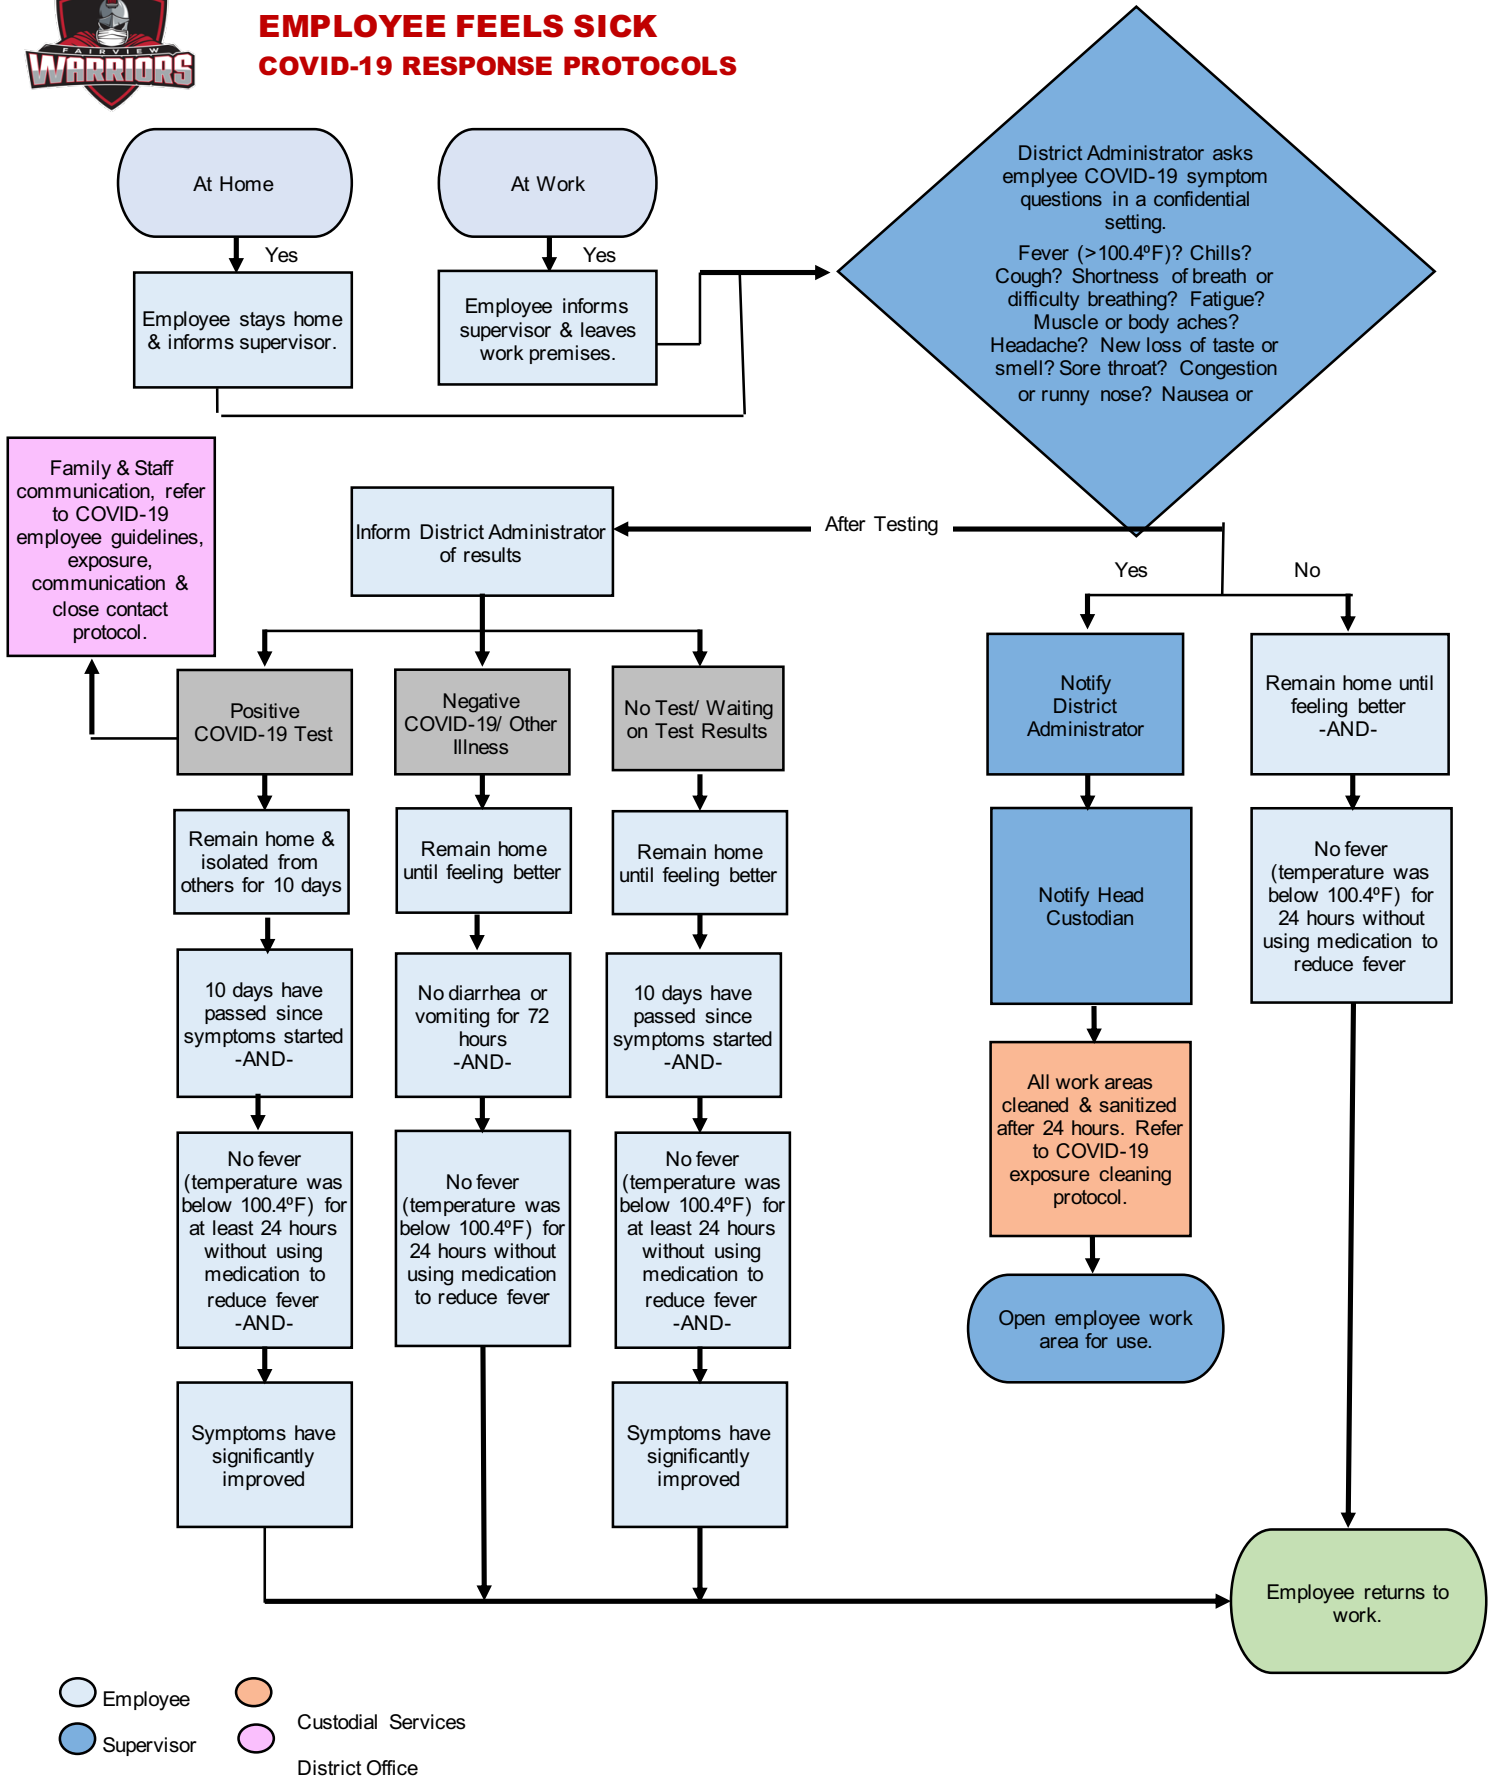 FAIRVIEW
WARRIORS
EMPLOYEE FEELS SICK
COVID-19 RESPONSE PROTOCOLS
At Home
At Work
Yes
Yes
Employee stays home
& informs supervisor.
Employee informs
supervisor & leaves
work premises.
District Administrator asks
emplyee COVID-19 symptom
questions in a confidential
setting.
Fever (>100.4ºF)? Chills?
Cough? Shortness of breath or
difficulty breathing? Fatigue?
Muscle or body aches?
Headache? New loss of taste or
smell? Sore throat? Congestion
or runny nose? Nausea or
Family & Staff
communication, refer
to COVID-19
employee guidelines,
exposure,
communication &
close contact
protocol.
Inform District Administrator
of results
After Testing
Yes
No
Positive
COVID-19 Test
Negative
COVID-19/ Other
Illness
No Test/ Waiting
on Test Results
Notify
District
Administrator
Remain home until
feeling better
-AND-
Remain home &
isolated from
others for 10 days
Remain home
until feeling better
Remain home
until feeling better
Notify Head
Custodian
No fever
(temperature was
below 100.4ºF) for
24 hours without
using medication to
reduce fever
10 days have
passed since
symptoms started
-AND-
No diarrhea or
vomiting for 72
hours
-AND-
10 days have
passed since
symptoms started
-AND-
All work areas
cleaned & sanitized
after 24 hours. Refer
to COVID-19
exposure cleaning
protocol.
No fever
(temperature was
below 100.4ºF) for
at least 24 hours
without using
medication to
reduce fever
-AND-
No fever
(temperature was
below 100.4ºF) for
24 hours without
using medication
to reduce fever
No fever
(temperature was
below 100.4ºF) for
at least 24 hours
without using
medication to
reduce fever
-AND-
Open employee work
area for use.
Symptoms have
significantly
improved
Symptoms have
significantly
improved
Employee returns to
work.
Employee
Custodial Services
Supervisor
District Office